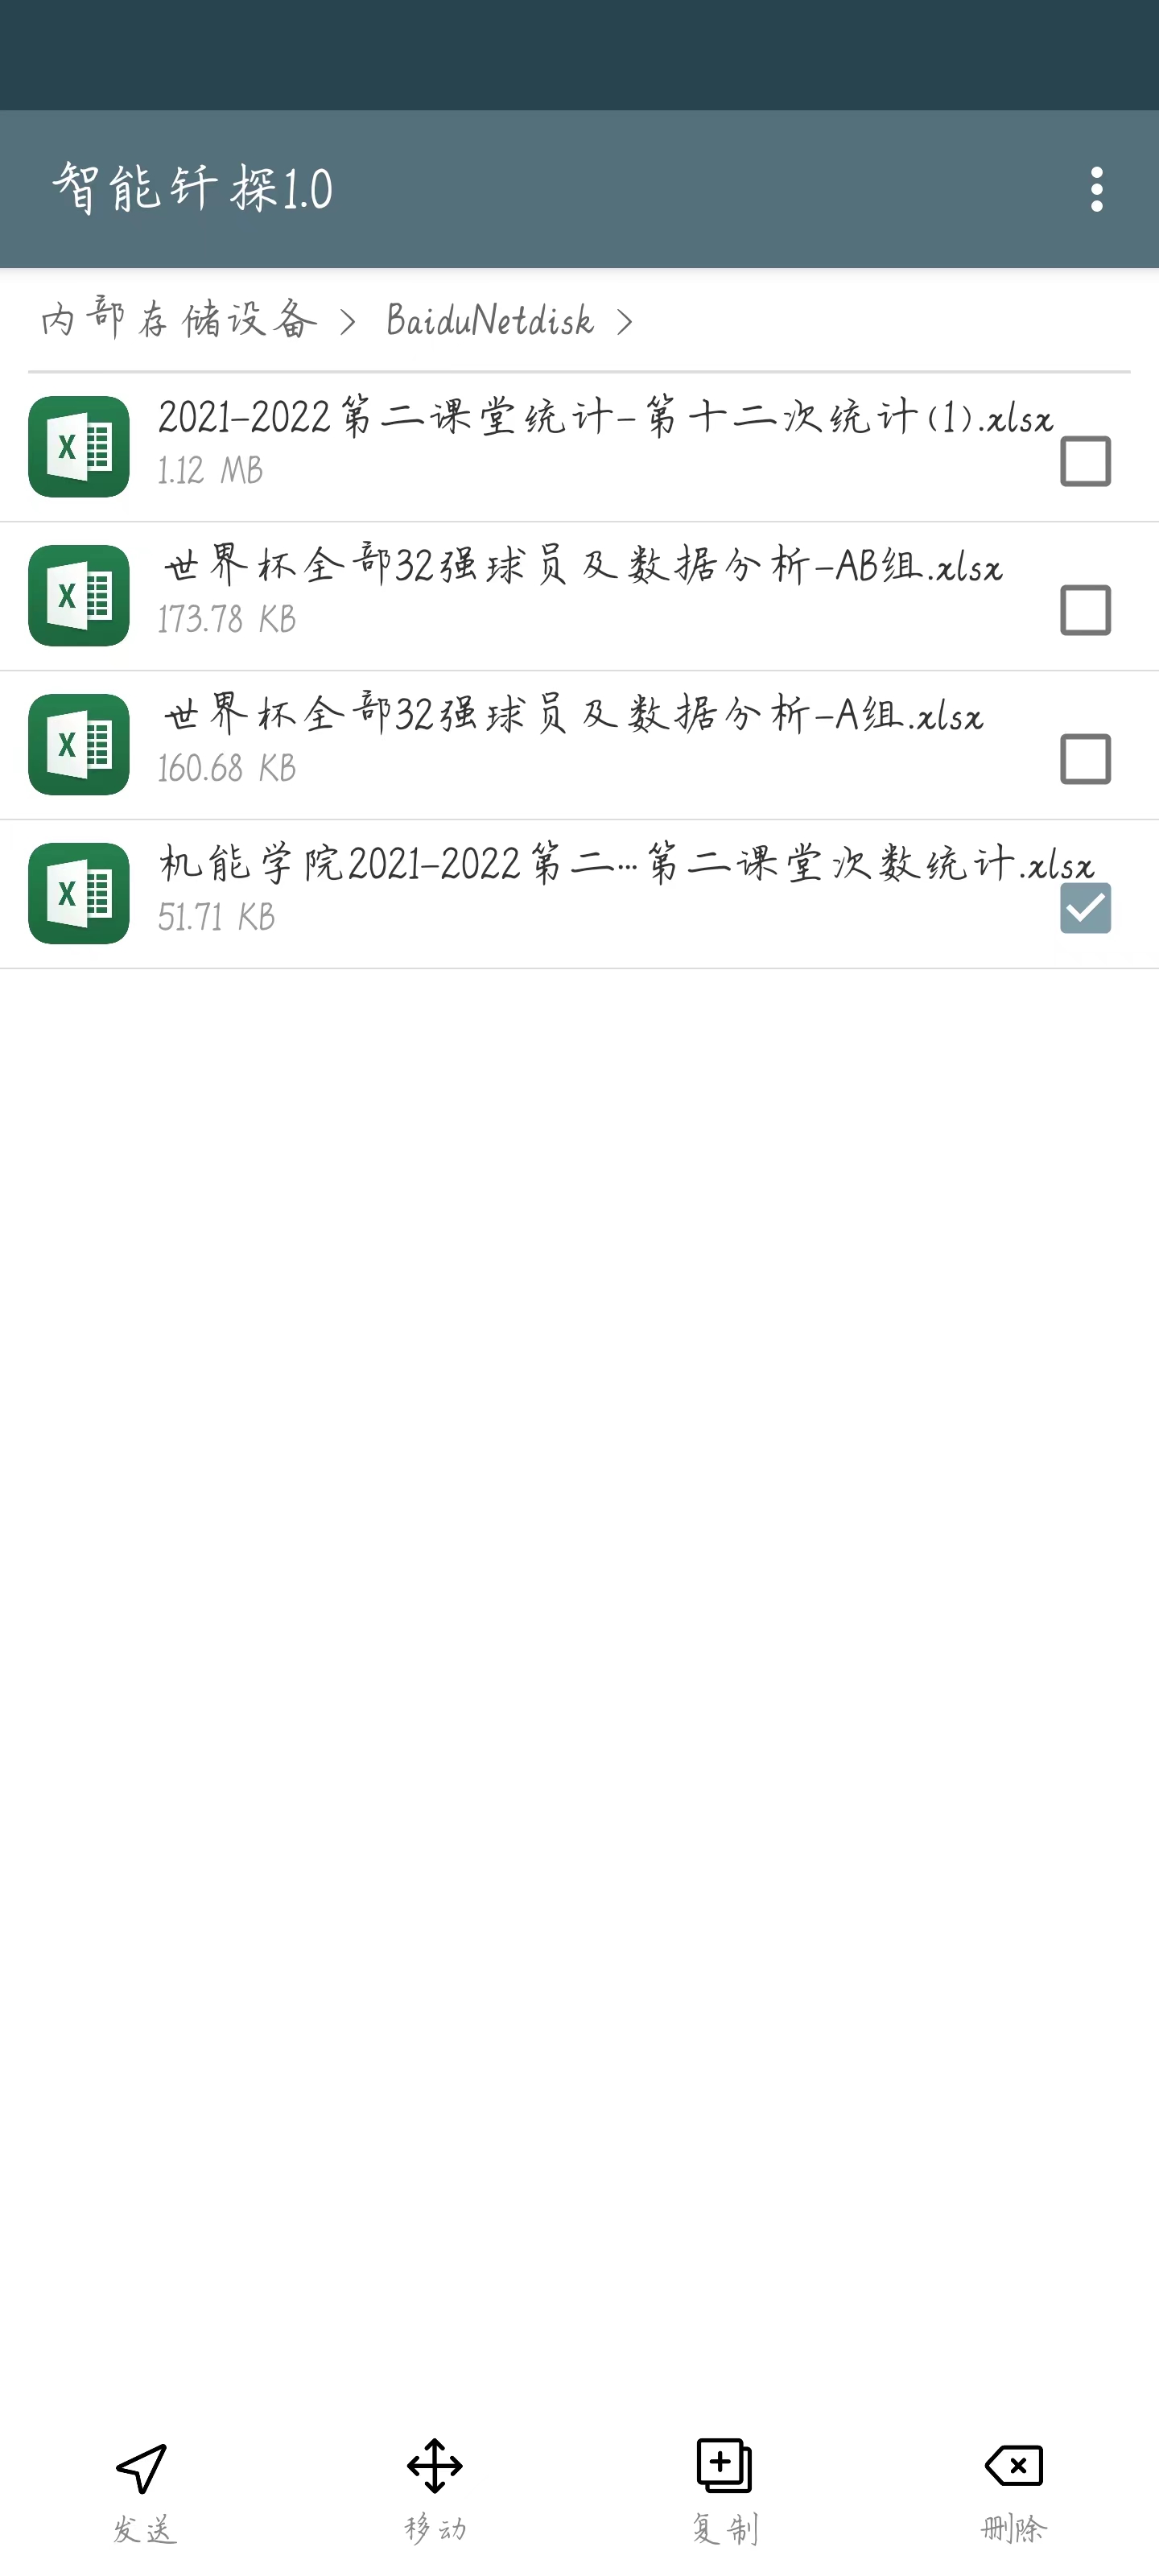 智能钎探1.0
内部存储设备 > BaiduNetdisk >
2021-2022第二课堂统计-第十二次统计(1).xlsx
1.12 MB
世界杯全部32强球员及数据分析-AB组.xlsx
173.78 KB
世界杯全部32强球员及数据分析-A组.xlsx
160.68 KB
机能学院2021-2022第二...第二课堂次数统计.xlsx
51.71 KB
发送
移动
复制
删除